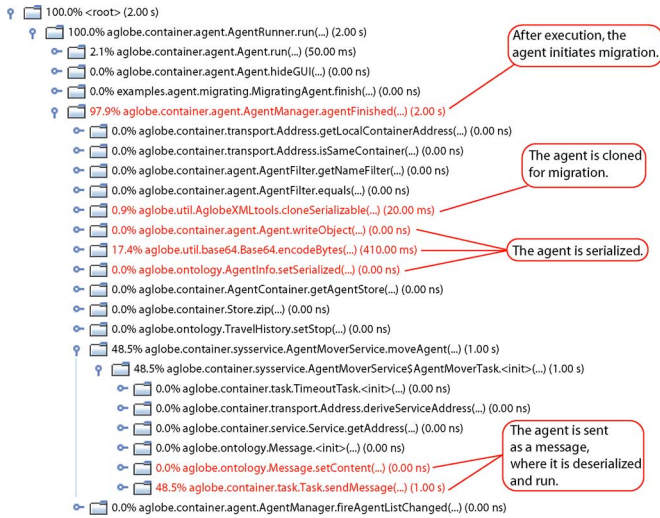 100.0% <root> (2.00 s)
100.0% aglobe.container.agent.AgentRunner.run(...) (2.00 s)
2.1% aglobe.container.agent.Agent.run(...) (50.00 ms)
0.0% aglobe.container.agent.Agent.hideGUI(...) (0.00 ns)
0.0% examples.agent.migrating.MigratingAgent.finish(...) (0.00 ns)
97.9% aglobe.container.agent.AgentManager.agentFinished(...) (2.00 s)
0.0% aglobe.container.transport.Address.getLocalContainerAddress(...) (0.00 ns)
0.0% aglobe.container.transport.Address.isSameContainer(...) (0.00 ns)
0.0% aglobe.container.agent.AgentFilter.getNameFilter(...) (0.00 ns)
0.0% aglobe.container.agent.AgentFilter.equals(...) (0.00 ns)
0.9% aglobe.util.AglobeXMLtools.cloneSerializable(...) (20.00 ms)
0.0% aglobe.container.agent.Agent.writeObject(...) (0.00 ns)
17.4% aglobe.util.base64.Base64.encodeBytes(...) (410.00 ms)
0.0% aglobe.ontology.AgentInfo.setSerialized(...) (0.00 ns)
0.0% aglobe.container.AgentContainer.getAgentStore(...) (0.00 ns)
0.0% aglobe.container.Store.zip(...) (0.00 ns)
0.0% aglobe.ontology.TravelHistory.setStop(...) (0.00 ns)
48.5% aglobe.container.sysservice.AgentMoverService.moveAgent(...) (1.00 s)
48.5% aglobe.container.sysservice.AgentMoverService$AgentMoverTask.<init>(...) (1.00 s)
0.0% aglobe.container.task.TimeoutTask.<init>(...) (0.00 ns)
0.0% aglobe.container.transport.Address.deriveServiceAddress(...) (0.00 ns)
0.0% aglobe.container.service.Service.getAddress(...) (0.00 ns)
0.0% aglobe.ontology.Message.<init>(...) (0.00 ns)
0.0% aglobe.ontology.Message.setContent(...) (0.00 ns)
48.5% aglobe.container.task.Task.sendMessage(...) (1.00 s)
0.0% aglobe.container.agent.AgentManager.fireAgentListChanged(...) (0.00 ns)
After execution, the
agent initiates migration.
The agent is cloned
for migration.
The agent is serialized.
The agent is sent
as a message,
where it is deserialized
and run.